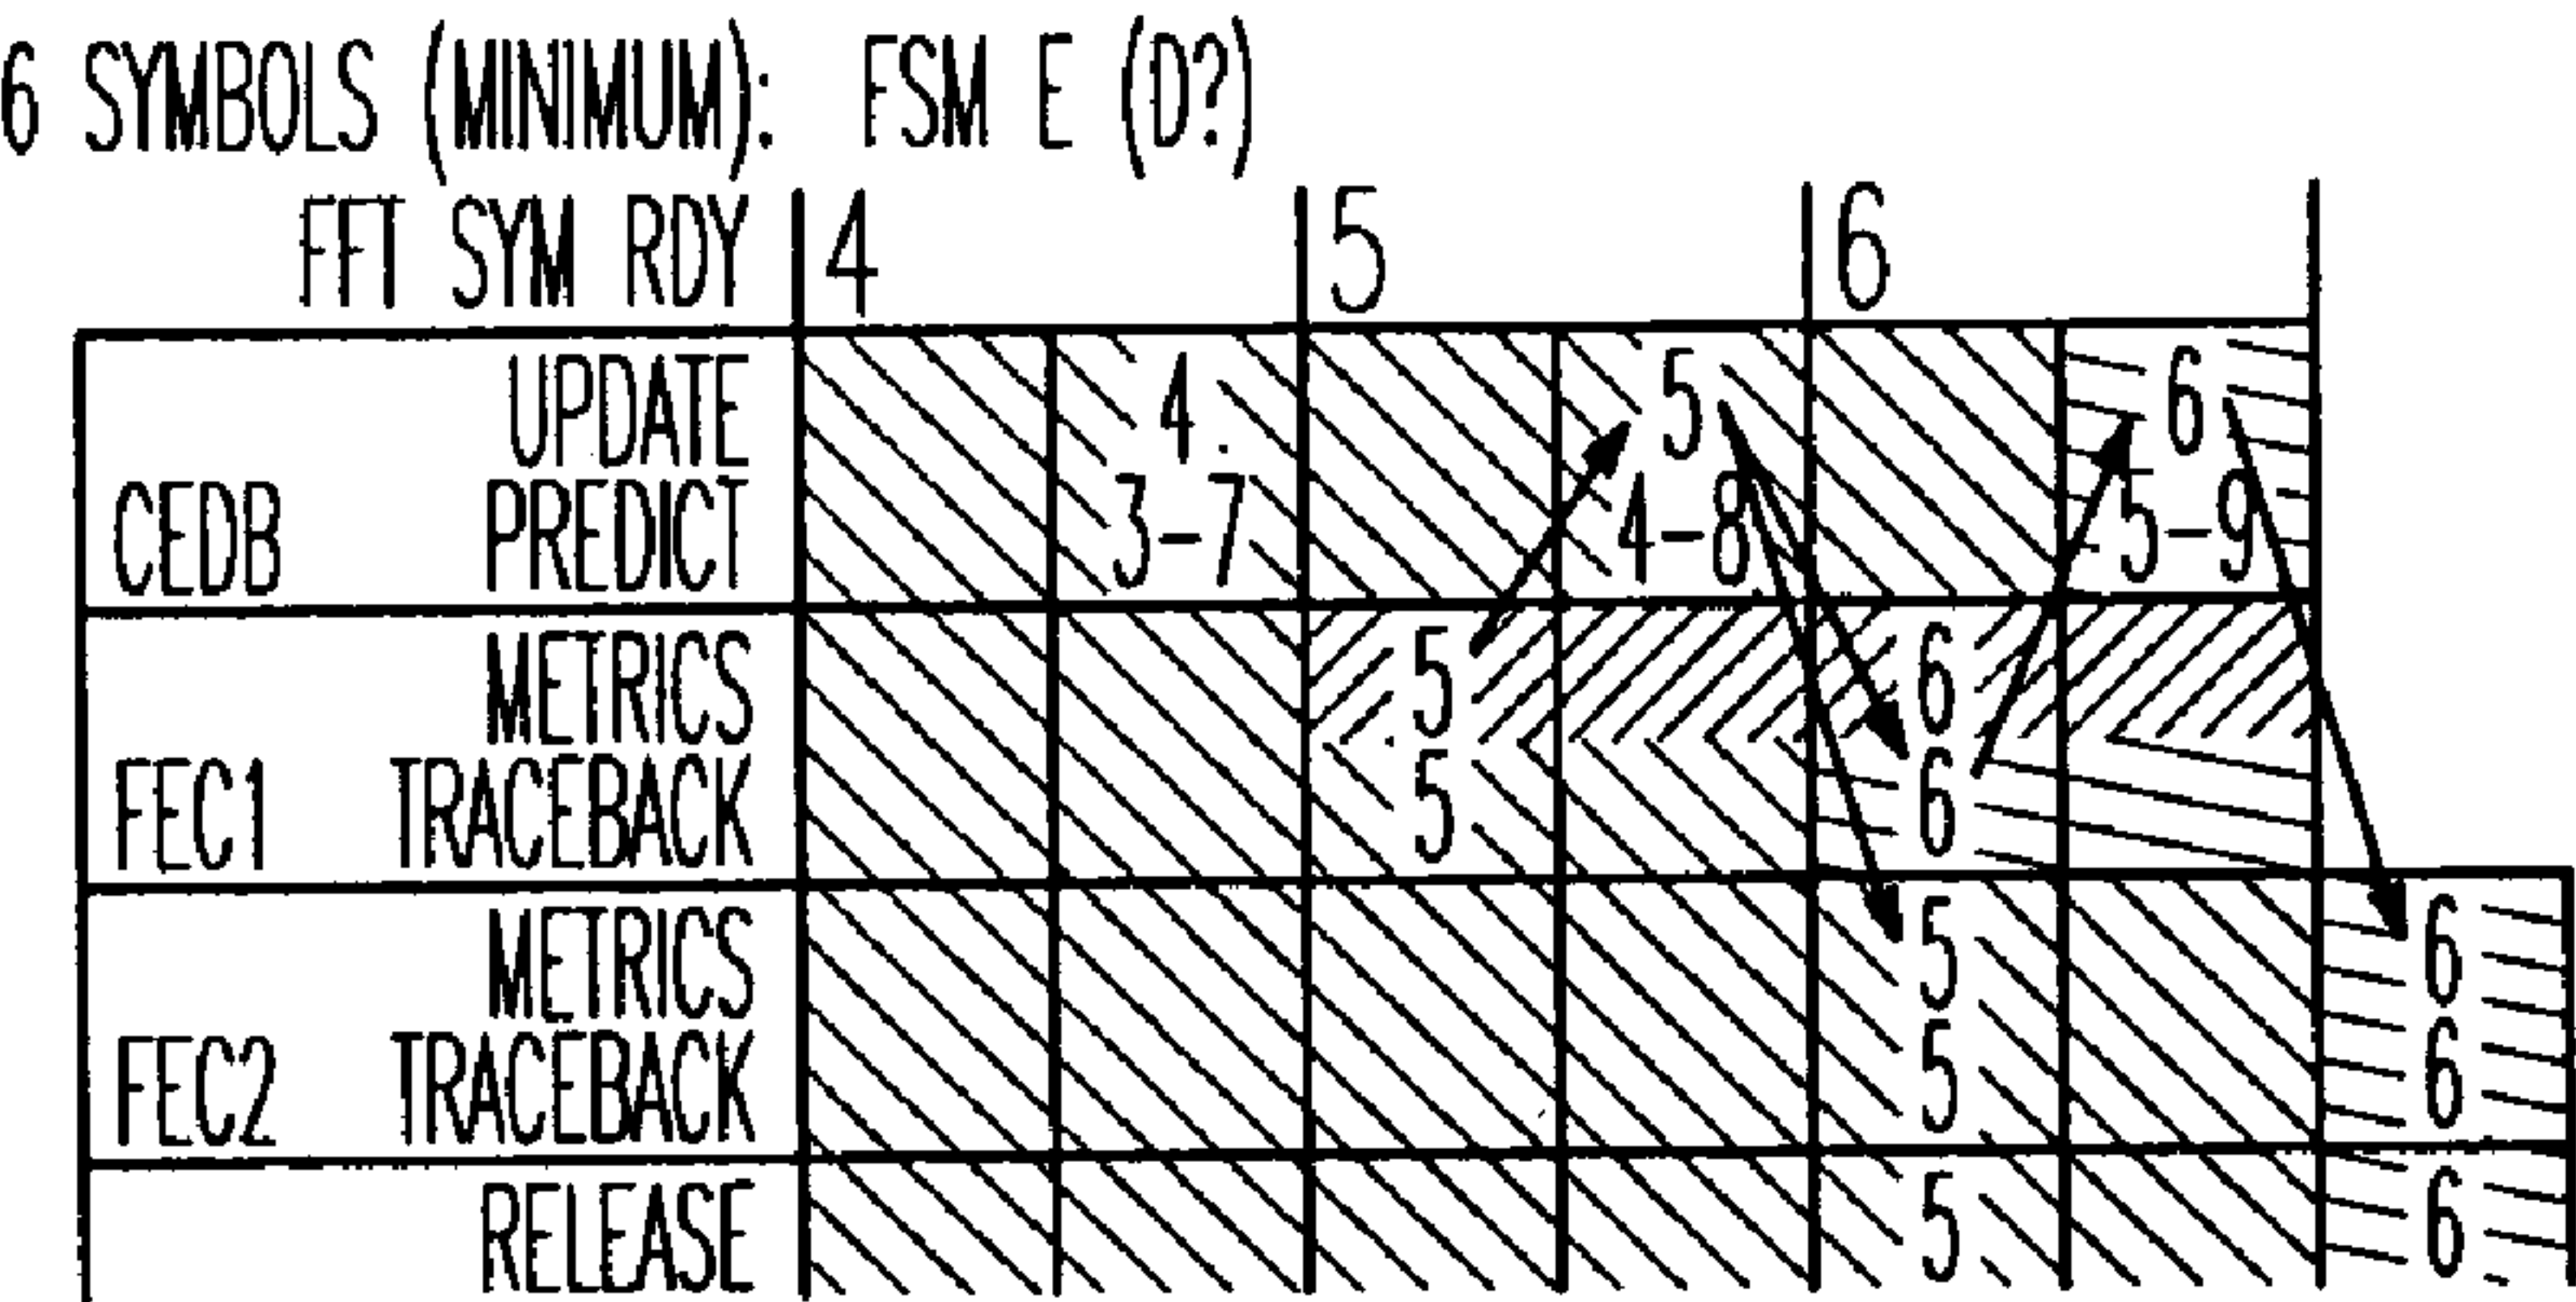 6 SYMBOLS (MINIMUM): FSM E (D?)
FFT SYM RDY 4 5 6
UPDATE 4 5 6
CEDB PREDICT 3-7 4-8 5-9
METRICS 5 6
FEC1 TRACEBACK 5 6
METRICS 5 6
FEC2 TRACEBACK 5 6
RELEASE 5 6